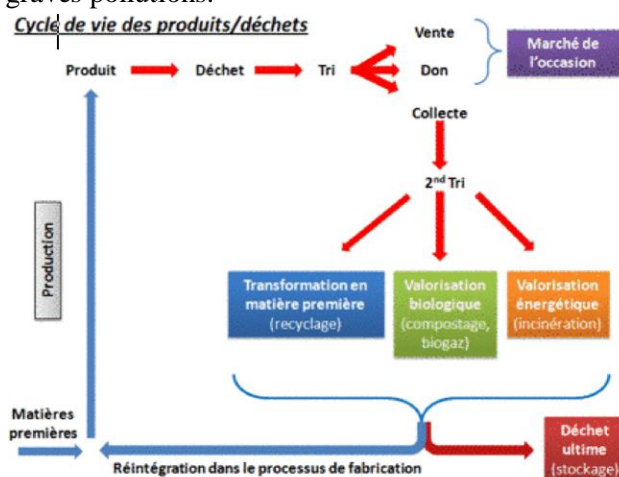 graves pollutions.
Cycle de vie des produits/déchets
Produit
Déchet
Tri
Vente
Don
Collecte
Marché de
l'occasion
2nd Tri
Production
Transformation en
matière première
(recyclage)
Valorisation
biologique
(compostage,
biogaz)
Valorisation
énergétique
(incinération)
Matières
premières
Réintégration dans le processus de fabrication
Déchet
ultime
(stockage)